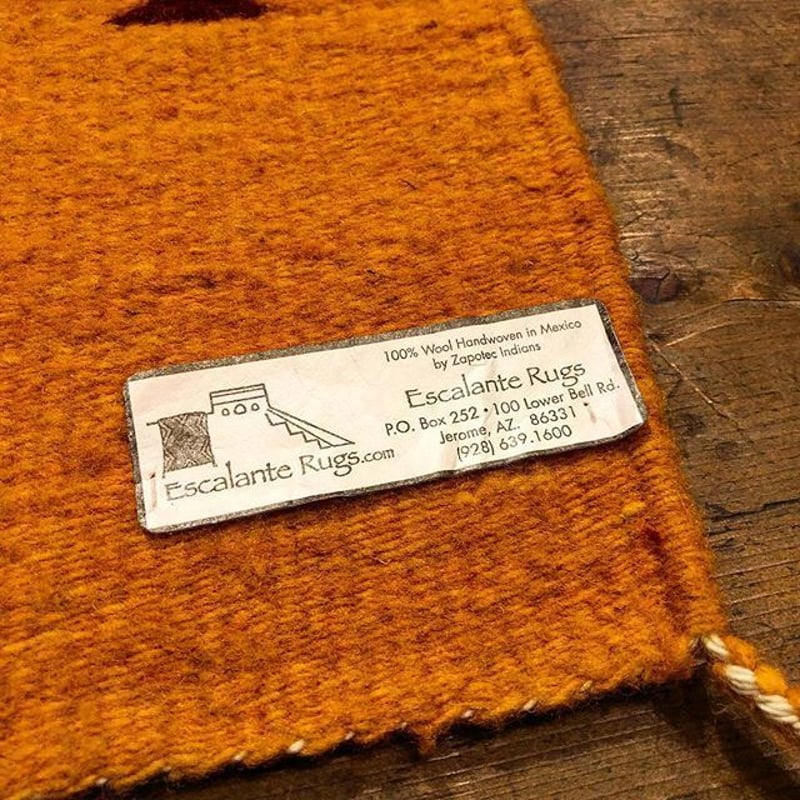 100% Wool Handwoven in Mexico
by Zapotec Indians
Escalante Rugs
P.O. Box 252 • 100 Lower Bell Rd.
Jerome, AZ. 86331
(928) 639.1600
Escalante Rugs.com